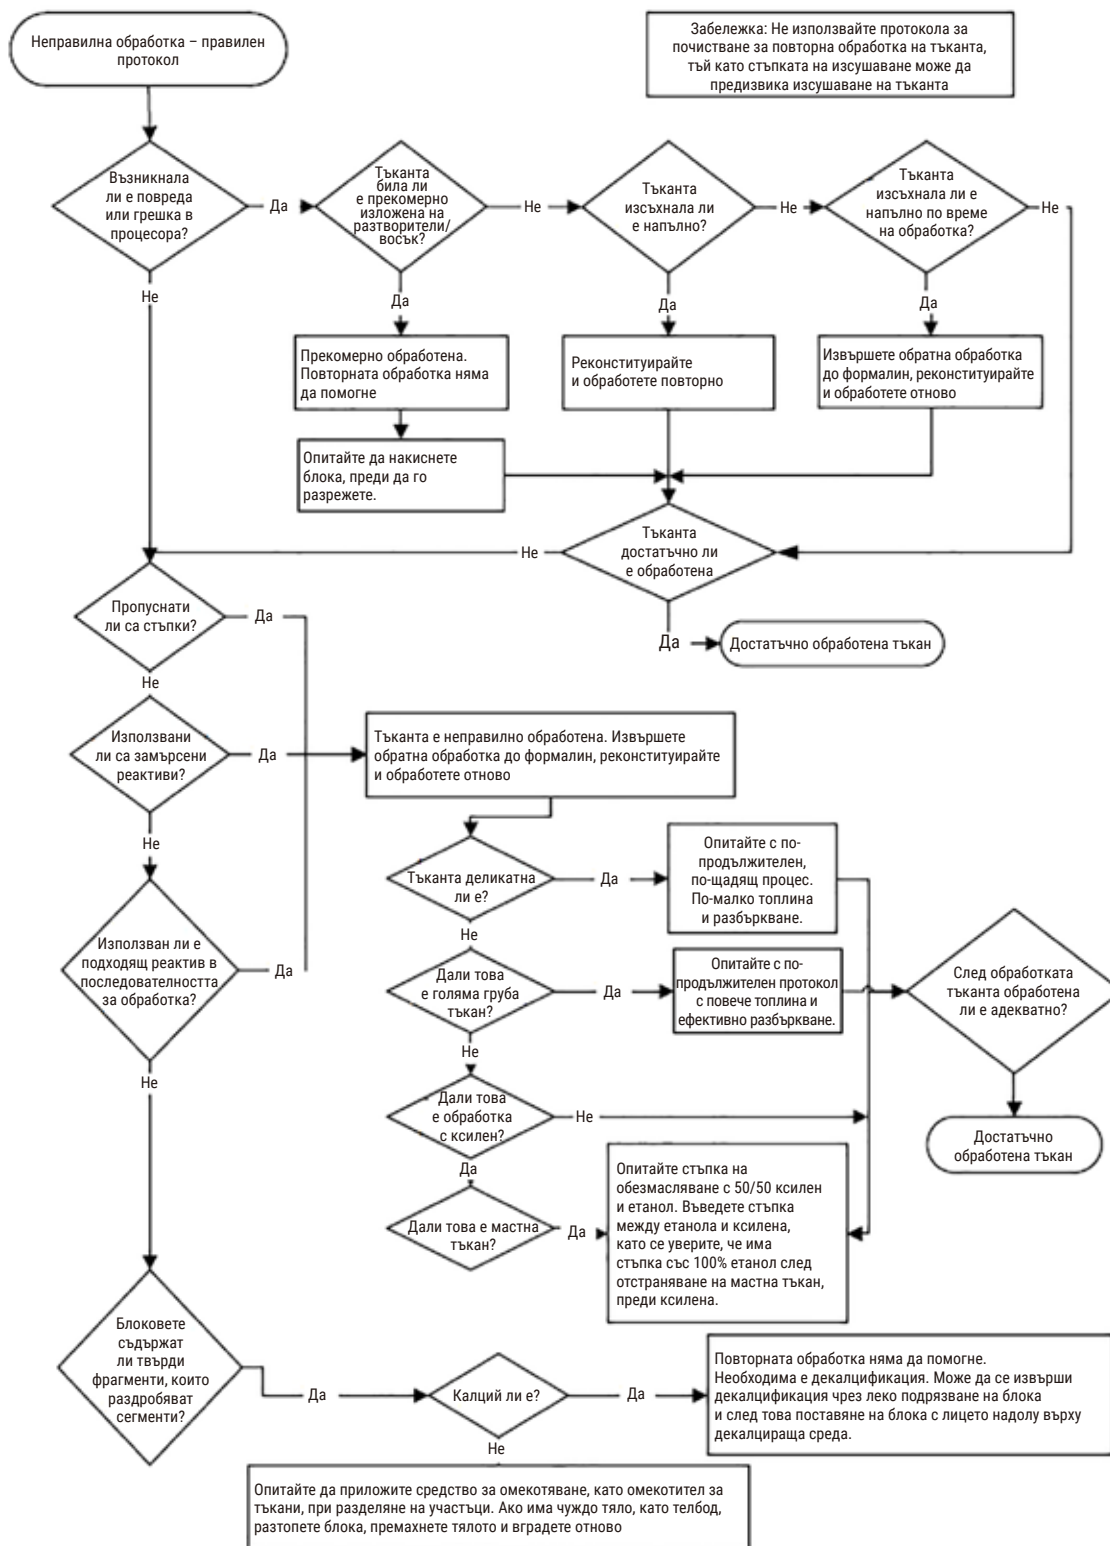 Неправилна обработка – правилен
протокол
Забележка: Не използвайте протокола за
почистване за повторна обработка на тъканта,
тъй като стъпката на изсушаване може да
предизвика изсушаване на тъканта
Възникнала
ли е повреда
или грешка в
процесора?
Да
Тъканта
била ли
е прекомерно
изложена на
разтворители/
восък?
Не
Тъканта
изсъхнала ли
е напълно?
Не
Тъканта
изсъхнала ли е
напълно по време
на обработка?
Не
Не
Да
Да
Да
Прекомерно обработена.
Повторната обработка няма
да помогне
Реконституирайте
и обработете повторно
Извършете обратна обработка
до формалин, реконституирайте
и обработете отново
Опитайте да накиснете
блока, преди да го
разрежете.
Тъканта
достатъчно ли
е обработена
Не
Да
Достатъчно обработена тъкан
Пропуснати
ли са стъпки?
Да
Не
Използвани
ли са замърсени
реактиви?
Да
Тъканта е неправилно обработена. Извършете
обратна обработка до формалин, реконституирайте
и обработете отново
Не
Използван ли е
подходящ реактив в
последователността
за обработка?
Да
Не
Тъканта деликатна
ли е?
Да
Опитайте с по-
продължителен,
по-щадящ процес.
По-малко топлина
и разбъркване.
Не
Дали това
е голяма груба
тъкан?
Да
Опитайте с по-
продължителен протокол
с повече топлина и
ефективно разбъркване.
След обработката
тъканта обработена
ли е адекватно?
Не
Дали това
е обработка
с ксилен?
Не
Да
Достатъчно
обработена тъкан
Дали това е мастна
тъкан?
Да
Опитайте стъпка на
обезмасляване с 50/50 ксилен
и етанол. Въведете стъпка
между етанола и ксилена,
като се уверите, че има
стъпка със 100% етанол след
отстраняване на мастна тъкан,
преди ксилена.
Блоковете
съдържат
ли твърди
фрагменти, които
раздробяват
сегменти?
Да
Калций ли е?
Да
Повторната обработка няма да помогне.
Необходима е декалцификация. Може да се извърши
декалцификация чрез леко подрязване на блока
и след това поставяне на блока с лицето надолу върху
декалцираща среда.
Не
Опитайте да приложите средство за омекотяване, като омекотител за
тъкани, при разделяне на участъци. Ако има чуждо тяло, като телбод,
разтопете блока, премахнете тялото и вградете отново